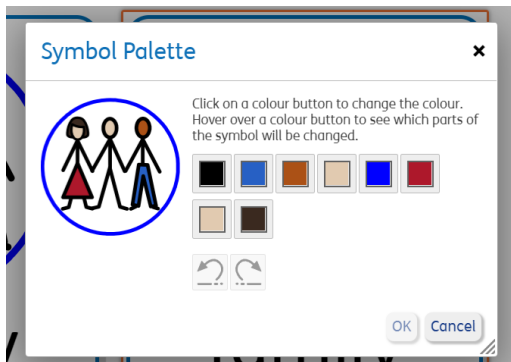 Symbol Palette
Click on a colour button to change the colour.
Hover over a colour button to see which parts of
the symbol will be changed.
OK
Cancel